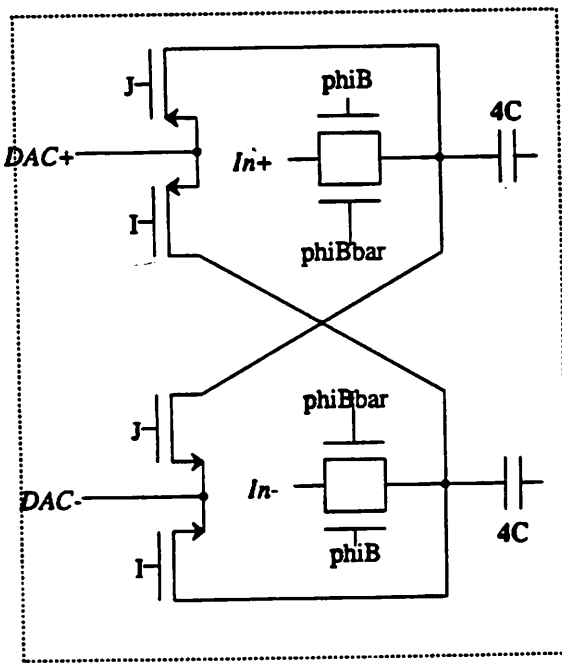 J
phiB
4C
DAC+
In+
I
phiBbar
phiBbar
J
DAC-
In-
4C
phiB
I